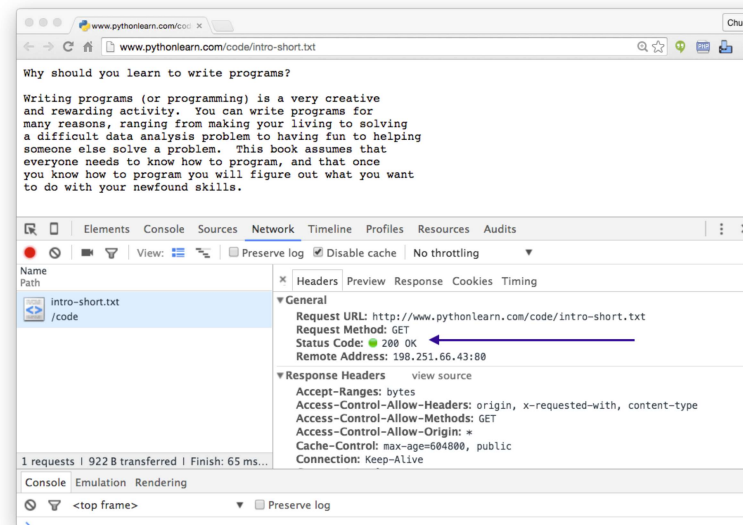 www.pythonlearn.com/cod
Chu
www.pythonlearn.com/code/intro-short.txt
Why should you learn to write programs?
Writing programs (or programming) is a very creative
and rewarding activity.  You can write programs for
many reasons, ranging from making your living to solving
a difficult data analysis problem to having fun to helping
someone else solve a problem.  This book assumes that
everyone needs to know how to program, and that once
you know how to program you will figure out what you want
to do with your newfound skills.
Elements Console Sources Network Timeline Profiles Resources Audits
View: Preserve log Disable cache No throttling
Name
Path
intro-short.txt
/code
1 requests | 922 B transferred | Finish: 65 ms...
× Headers Preview Response Cookies Timing
▼General
Request URL: http://www.pythonlearn.com/code/intro-short.txt
Request Method: GET
Status Code: 200 OK
Remote Address: 198.251.66.43:80
▼Response Headers view source
Accept-Ranges: bytes
Access-Control-Allow-Headers: origin, x-requested-with, content-type
Access-Control-Allow-Methods: GET
Access-Control-Allow-Origin: *
Cache-Control: max-age=604800, public
Connection: Keep-Alive
Console Emulation Rendering
<top frame> ▼ Preserve log